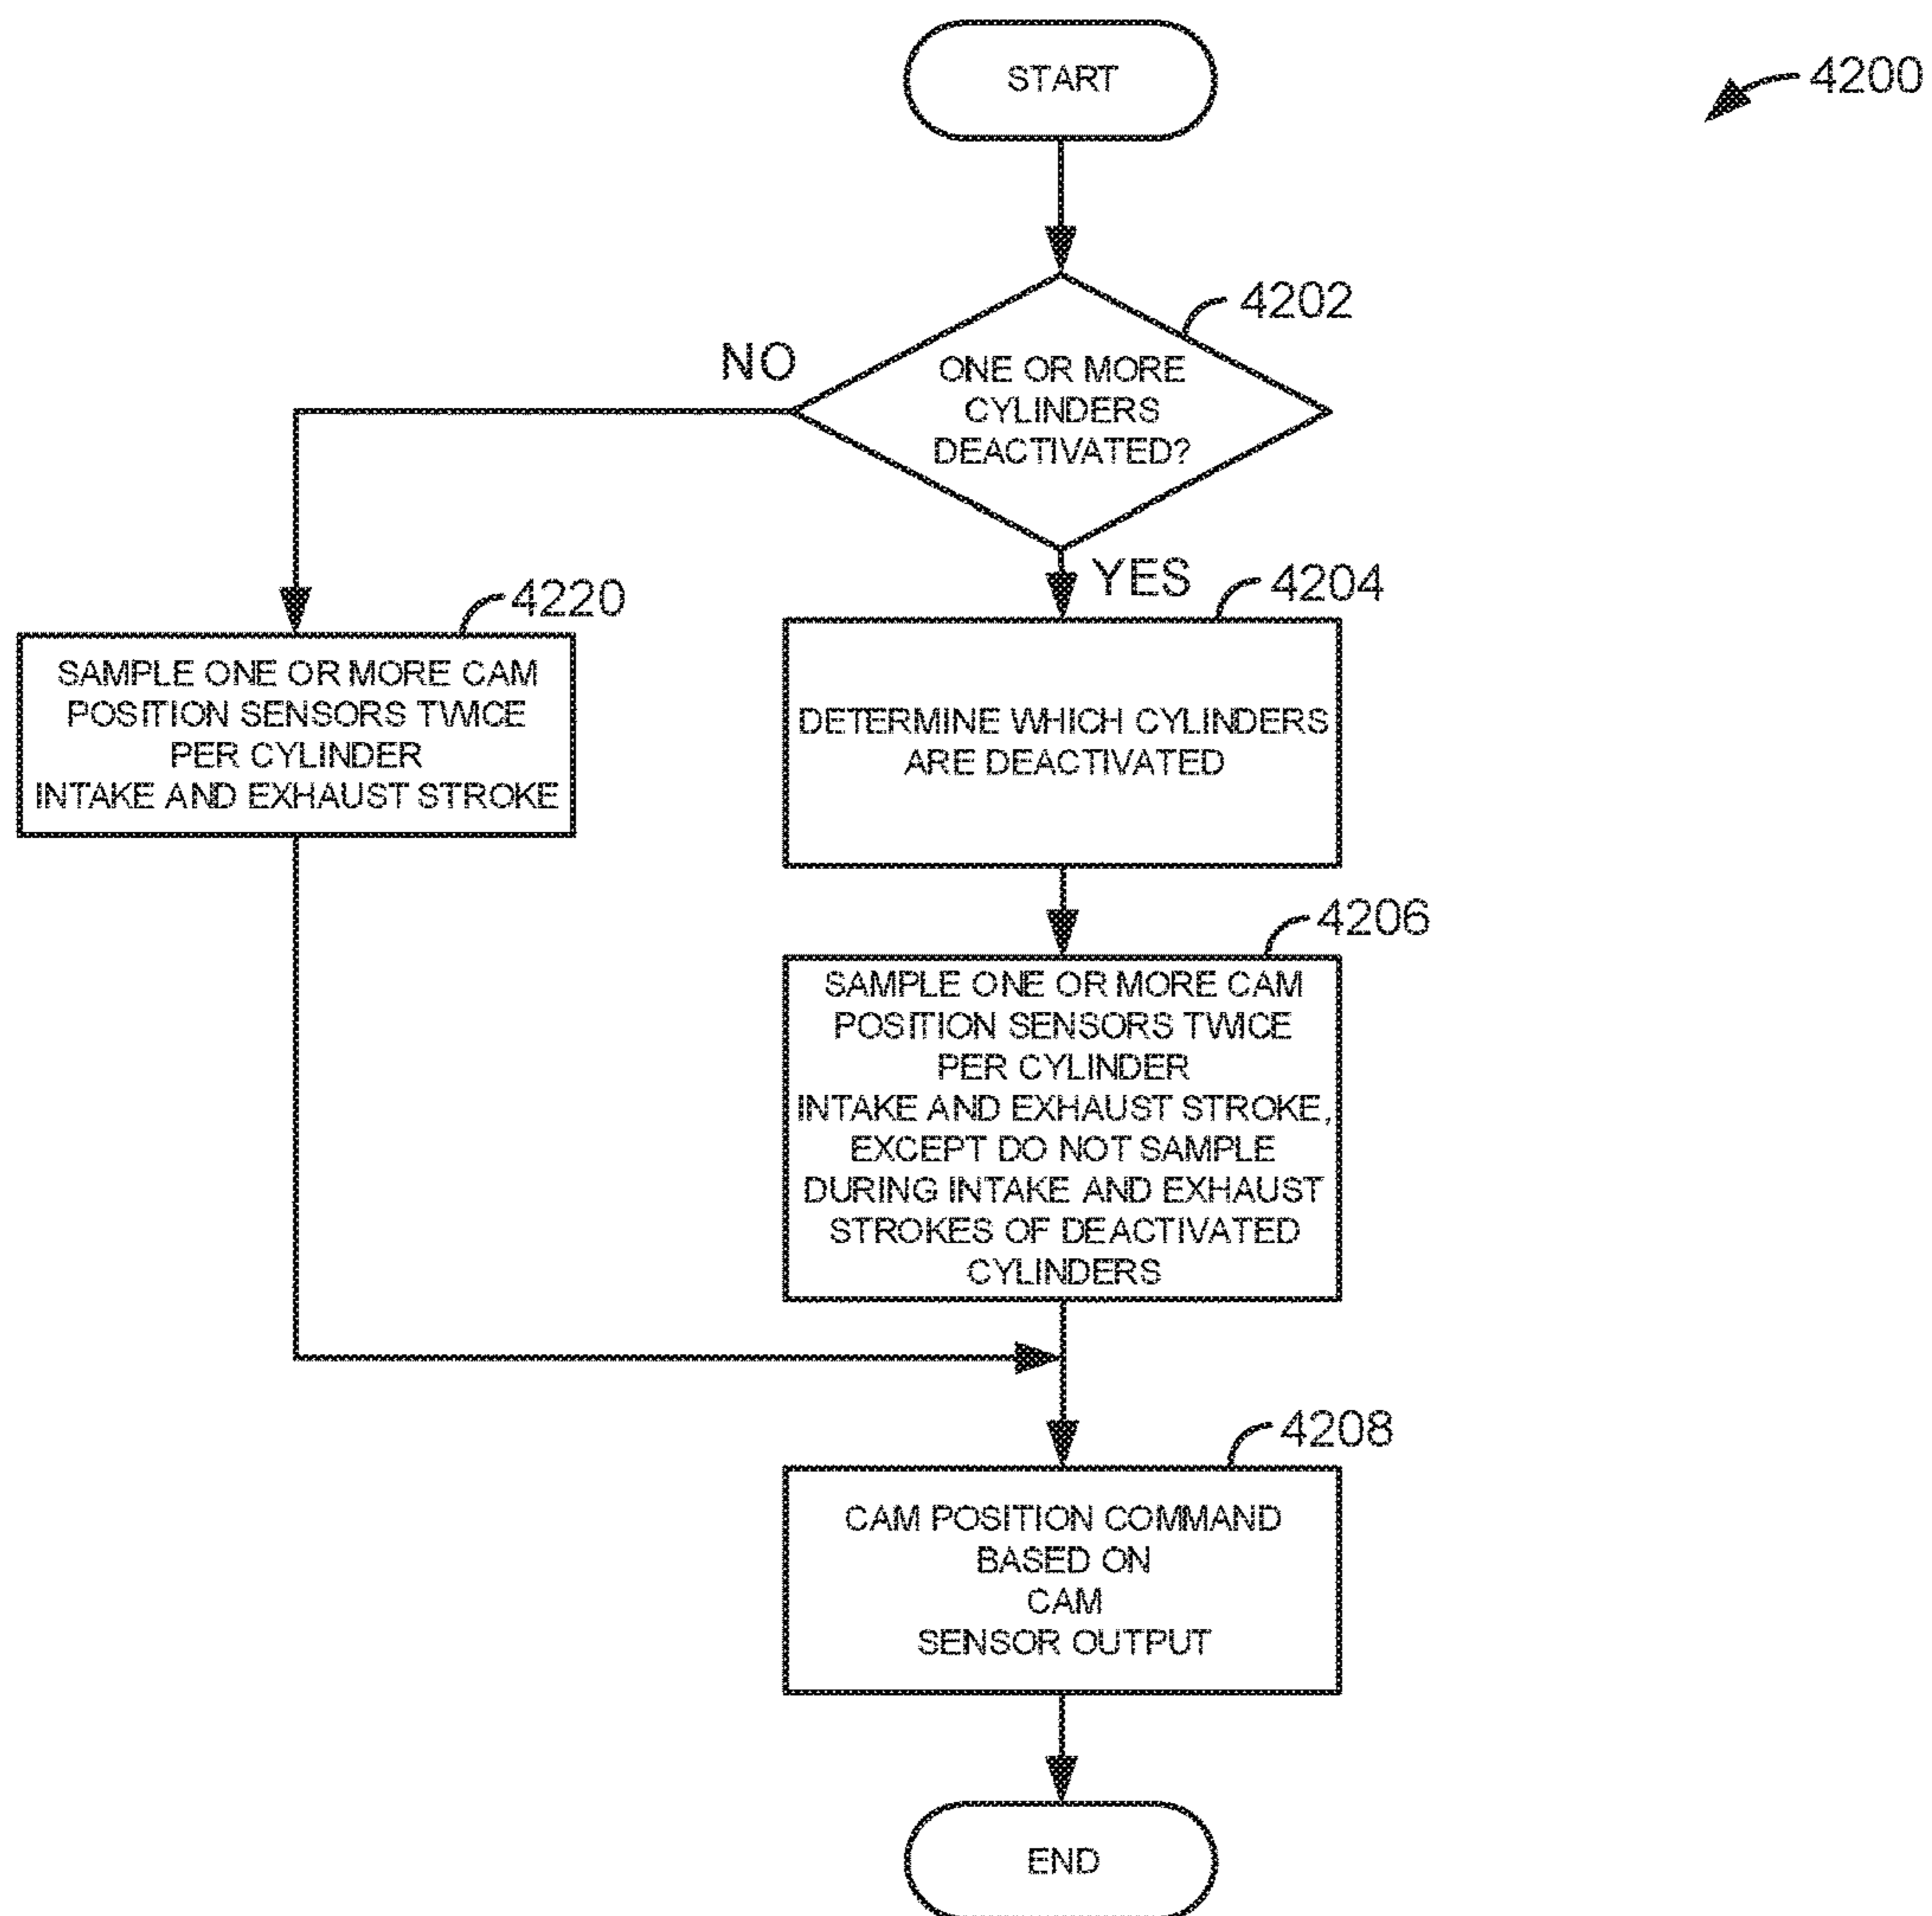 START
4200
4202
NO
ONE OR MORE
CYLINDERS
DEACTIVATED?
YES
4220
SAMPLE ONE OR MORE CAM
POSITION SENSORS TWICE
PER CYLINDER
INTAKE AND EXHAUST STROKE
4204
DETERMINE WHICH CYLINDERS
ARE DEACTIVATED
4206
SAMPLE ONE OR MORE CAM
POSITION SENSORS TWICE
PER CYLINDER
INTAKE AND EXHAUST STROKE,
EXCEPT DO NOT SAMPLE
DURING INTAKE AND EXHAUST
STROKES OF DEACTIVATED
CYLINDERS
4208
CAM POSITION COMMAND
BASED ON
CAM
SENSOR OUTPUT
END